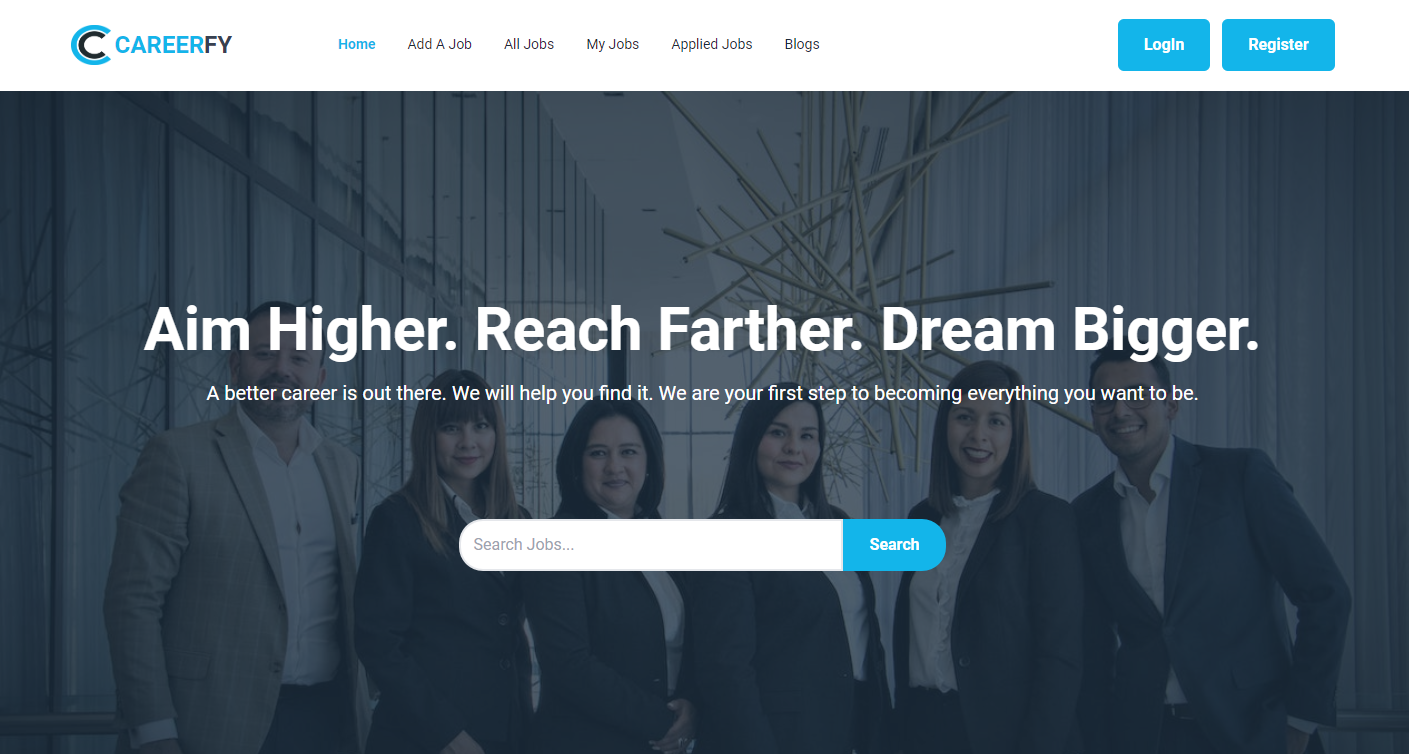 CAREERFY
Home Add A Job All Jobs My Jobs Applied Jobs Blogs
LogIn Register
Aim Higher. Reach Farther. Dream Bigger.
A better career is out there. We will help you find it. We are your first step to becoming everything you want to be.
Search Jobs... Search